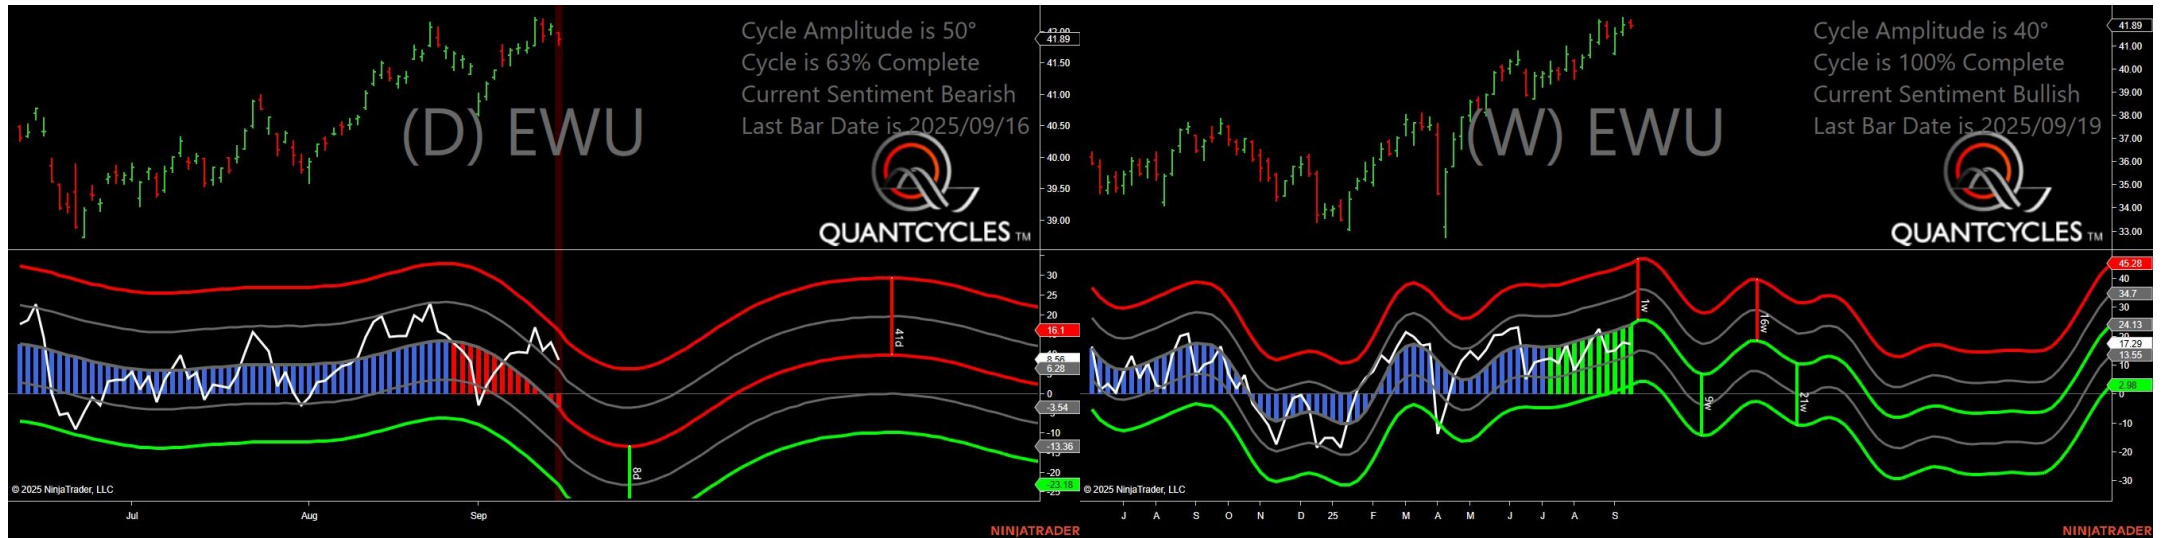 Cycle Amplitude is 50°
Cycle is 63% Complete
Current Sentiment Bearish
Last Bar Date is 2025/09/16
(D) EWU
QUANTCYCLES TM
42.00
41.89
41.50
41.00
40.50
40.00
39.50
39.00
30
25
20
16.1
8.56
6.28
0
-3.54
-10
-13.36
-20
-23.18
-25
41d
8d
© 2025 NinjaTrader, LLC
Jul Aug Sep
NINJATRADER
Cycle Amplitude is 40°
Cycle is 100% Complete
Current Sentiment Bullish
Last Bar Date is 2025/09/19
(W) EWU
QUANTCYCLES TM
41.89
41.00
40.00
39.00
38.00
37.00
36.00
35.00
34.00
33.00
45.28
40
34.7
24.13
20
17.29
13.55
10
2.98
0
-10
-20
-30
1w
16w
9w
21w
© 2025 NinjaTrader, LLC
J A S O N D 25 F M A M J J A S
NINJATRADER